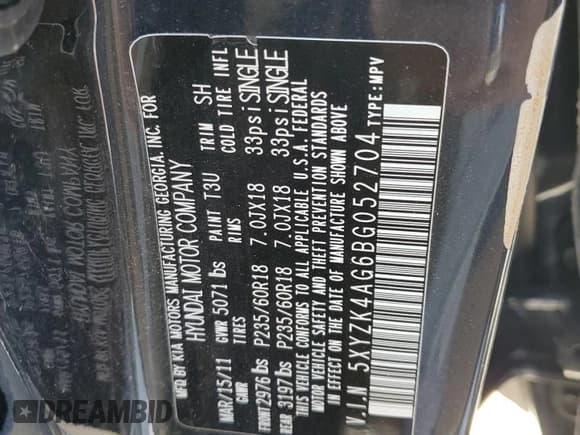 MFD BY KIA MOTORS MANUFACTURING GEORGIA, INC. FOR
HYUNDAI MOTOR COMPANY
MAR/15/11 PAINT T3U TRIM SH
GVWR 5071 lbs
GAWR TIRES RIMS COLD TIRE INFL
FRONT 2976 lbs P235/60R18 7.0JX18 33psi SINGLE
REAR 3197 lbs P235/60R18 7.0JX18 33psi SINGLE
THIS VEHICLE CONFORMS TO ALL APPLICABLE U.S.A. FEDERAL
MOTOR VEHICLE SAFETY AND THEFT PREVENTION STANDARDS
IN EFFECT ON THE DATE OF MANUFACTURE SHOWN ABOVE
V.I.N 5XYZK4AG6BG052704 TYPE:MPV
DREAMBID